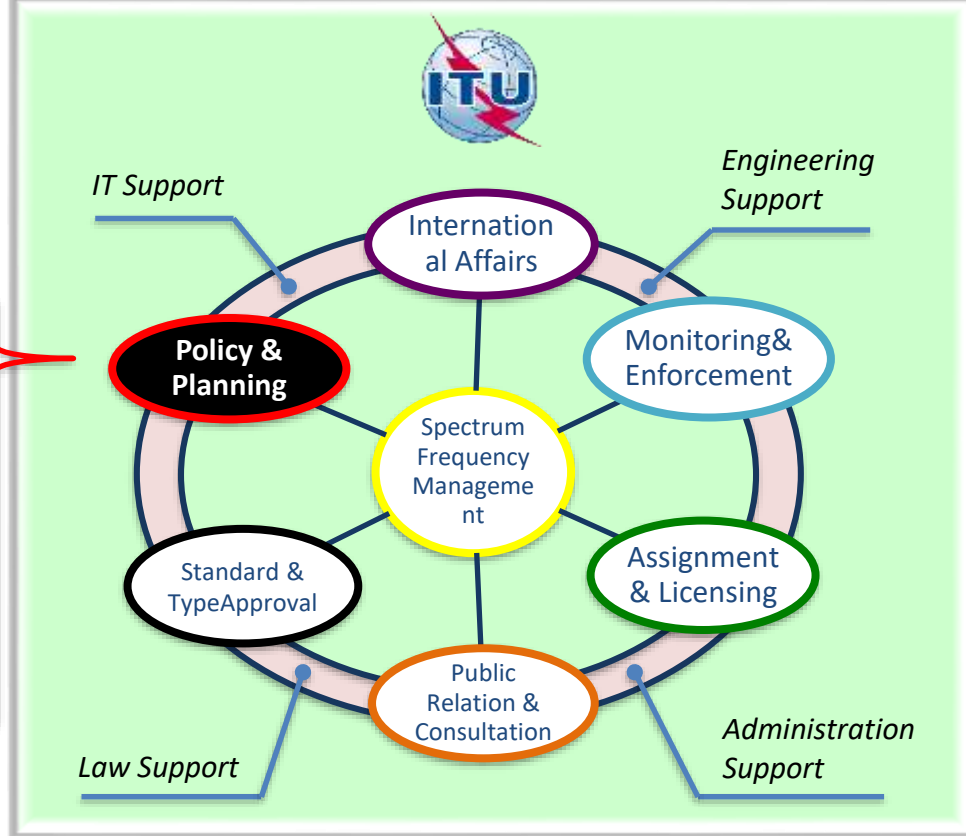 ITU
IT Support
Engineering
Support
Internation
al Affairs
Policy &
Planning
Monitoring&
Enforcement
Spectrum
Frequency
Manageme
nt
Standard &
TypeApproval
Assignment
& Licensing
Public
Relation &
Consultation
Law Support
Administration
Support